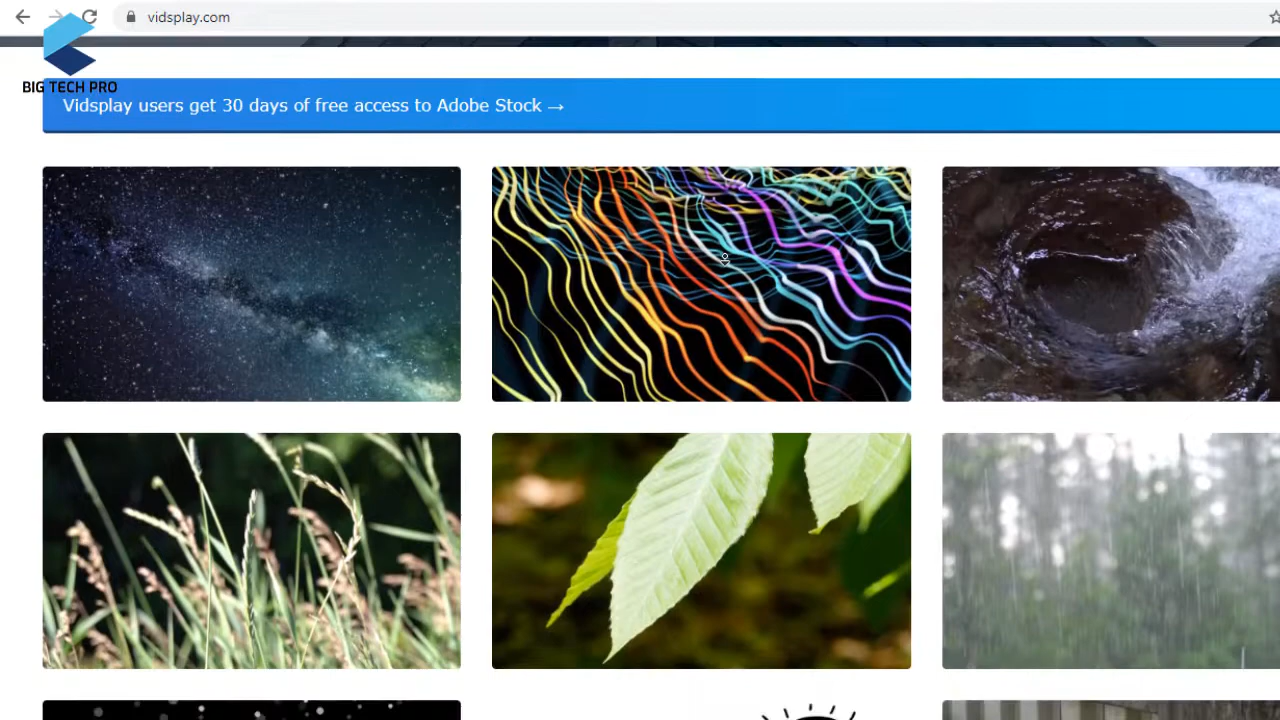 vidsplay.com
BIG TECH PRO
Vidsplay users get 30 days of free access to Adobe Stock →